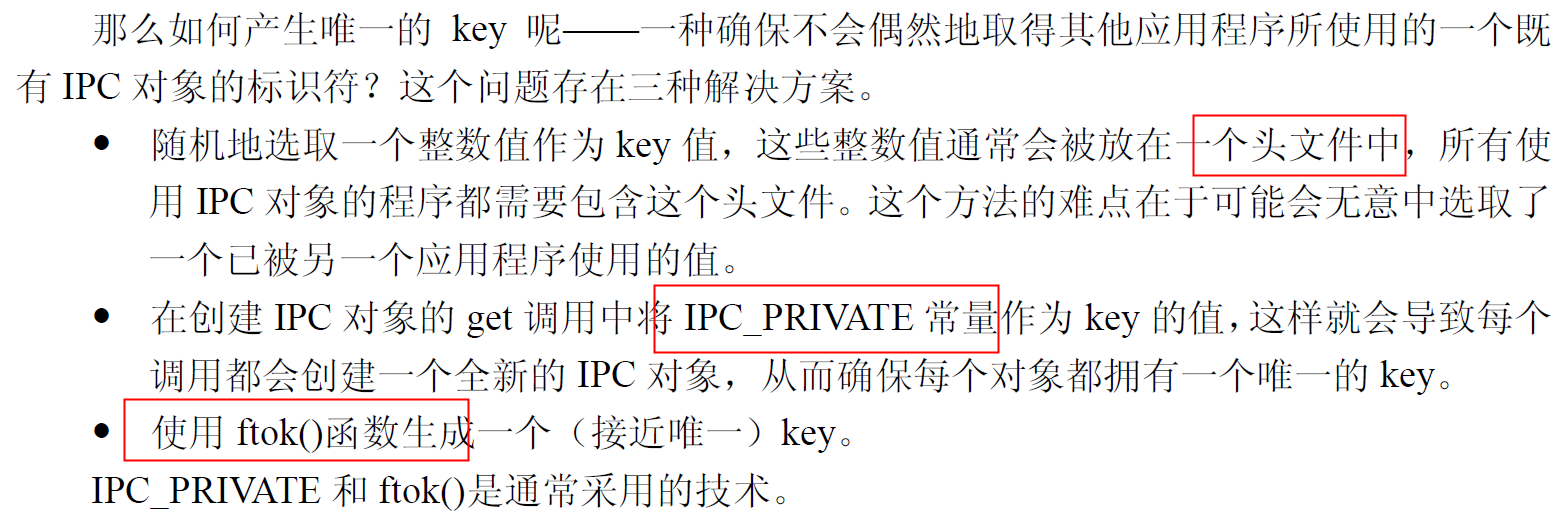 那么如何产生唯一的 key 呢——一种确保不会偶然地取得其他应用程序所使用的一个既
有 IPC 对象的标识符？这个问题存在三种解决方案。
● 随机地选取一个整数值作为 key 值，这些整数值通常会被放在一个头文件中，所有使
用 IPC 对象的程序都需要包含这个头文件。这个方法的难点在于可能会无意中选取了
一个已被另一个应用程序使用的值。
● 在创建 IPC 对象的 get 调用中将 IPC_PRIVATE 常量作为 key 的值，这样就会导致每个
调用都会创建一个全新的 IPC 对象，从而确保每个对象都拥有一个唯一的 key。
● 使用 ftok()函数生成一个（接近唯一）key。
IPC_PRIVATE 和 ftok()是通常采用的技术。